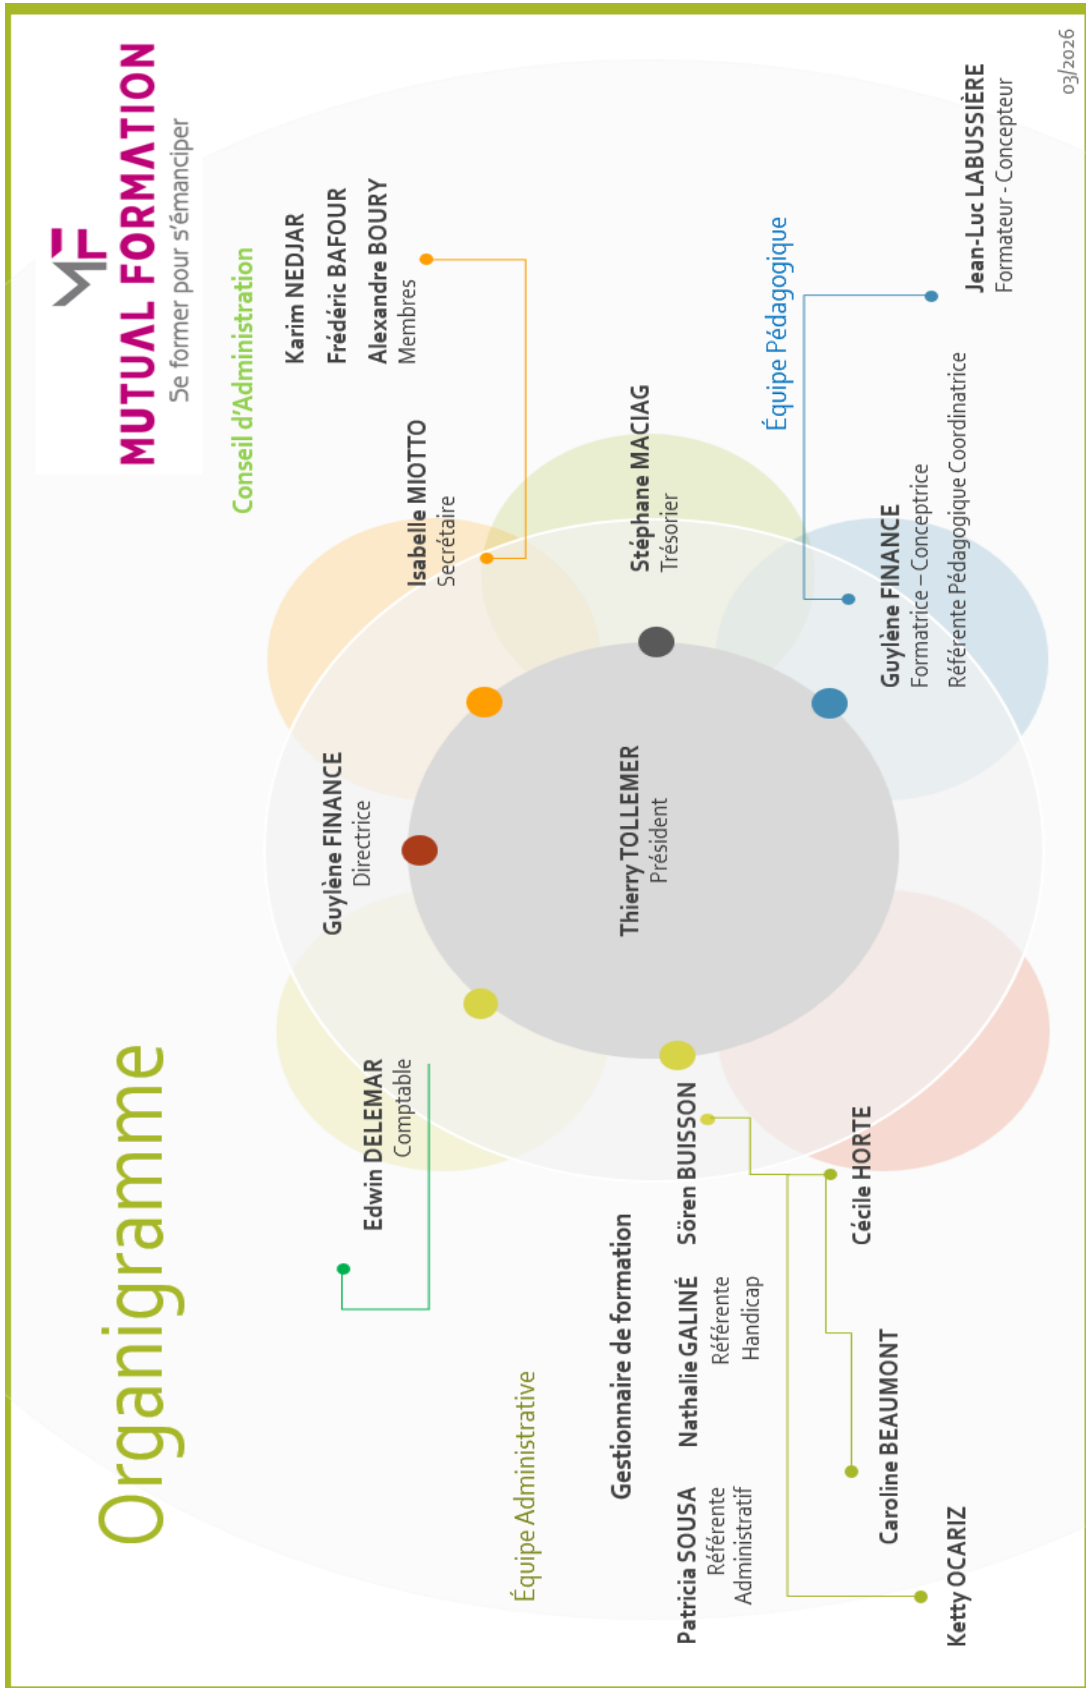 Organigramme
MF
MUTUAL FORMATION
Se former pour s'émanciper
Conseil d'Administration
Karim NEDJAR
Frédéric BAFOUR
Alexandre BOURY
Membres
Isabelle MIOTTO
Secrétaire
Guylène FINANCE
Directrice
Edwin DELEMAR
Comptable
Équipe Administrative
Gestionnaire de formation
Patricia SOUSA
Référente
Administratif
Nathalie GALINÉ
Référente
Handicap
Sören BUISSON
Thierry TOLLEMER
Président
Stéphane MACIAG
Trésorier
Équipe Pédagogique
Cécile HORTE
Caroline BEAUMONT
Ketty OCARIZ
Guylène FINANCE
Formatrice – Conceptrice
Référente Pédagogique Coordinatrice
Jean-Luc LABUSSIÈRE
Formateur - Concepteur
03/2026